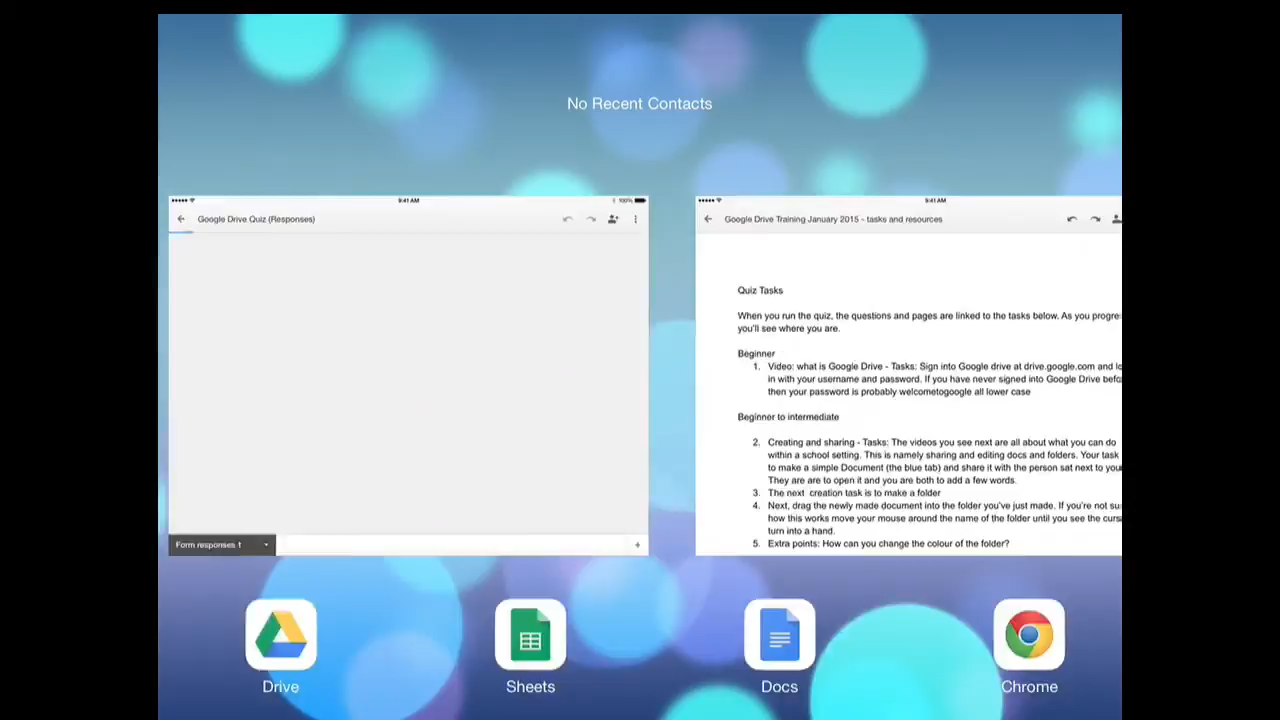 No Recent Contacts
9:41 AM
100%
Google Drive Quiz (Responses)
Form responses 1
9:41 AM
Google Drive Training January 2015 - tasks and resources
Quiz Tasks
When you run the quiz, the questions and pages are linked to the tasks below. As you progre
you'll see where you are.
Beginner
1. Video: what is Google Drive - Tasks: Sign into Google drive at drive.google.com and lo
in with your username and password. If you have never signed into Google Drive befo
then your password is probably welcometogoogle all lower case
Beginner to intermediate
2. Creating and sharing - Tasks: The videos you see next are all about what you can do
within a school setting. This is namely sharing and editing docs and folders. Your task
to make a simple Document (the blue tab) and share it with the person sat next to you
They are are to open it and you are both to add a few words.
3. The next creation task is to make a folder
4. Next, drag the newly made document into the folder you've just made. If you're not su
how this works move your mouse around the name of the folder until you see the curs
turn into a hand.
5. Extra points: How can you change the colour of the folder?
Drive
Sheets
Docs
Chrome